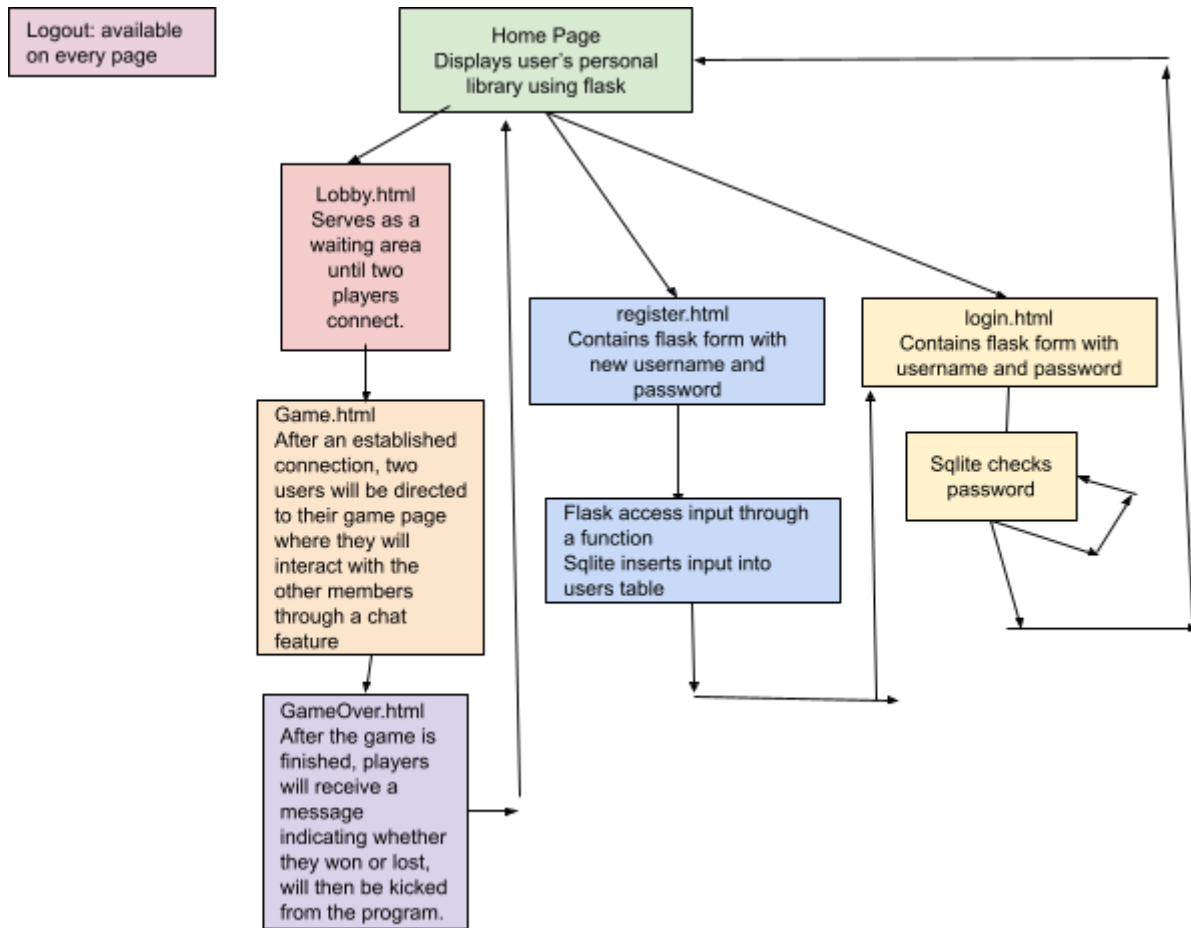 Logout: available
on every page
Home Page
Displays user's personal
library using flask
Lobby.html
Serves as a
waiting area
until two
players
connect.
register.html
Contains flask form with
new username and
password
login.html
Contains flask form with
username and password
Game.html
After an established
connection, two
users will be directed
to their game page
where they will
interact with the
other members
through a chat
feature
Sqlite checks
password
Flask access input through
a function
Sqlite inserts input into
users table
GameOver.html
After the game is
finished, players
will receive a
message
indicating whether
they won or lost,
will then be kicked
from the program.